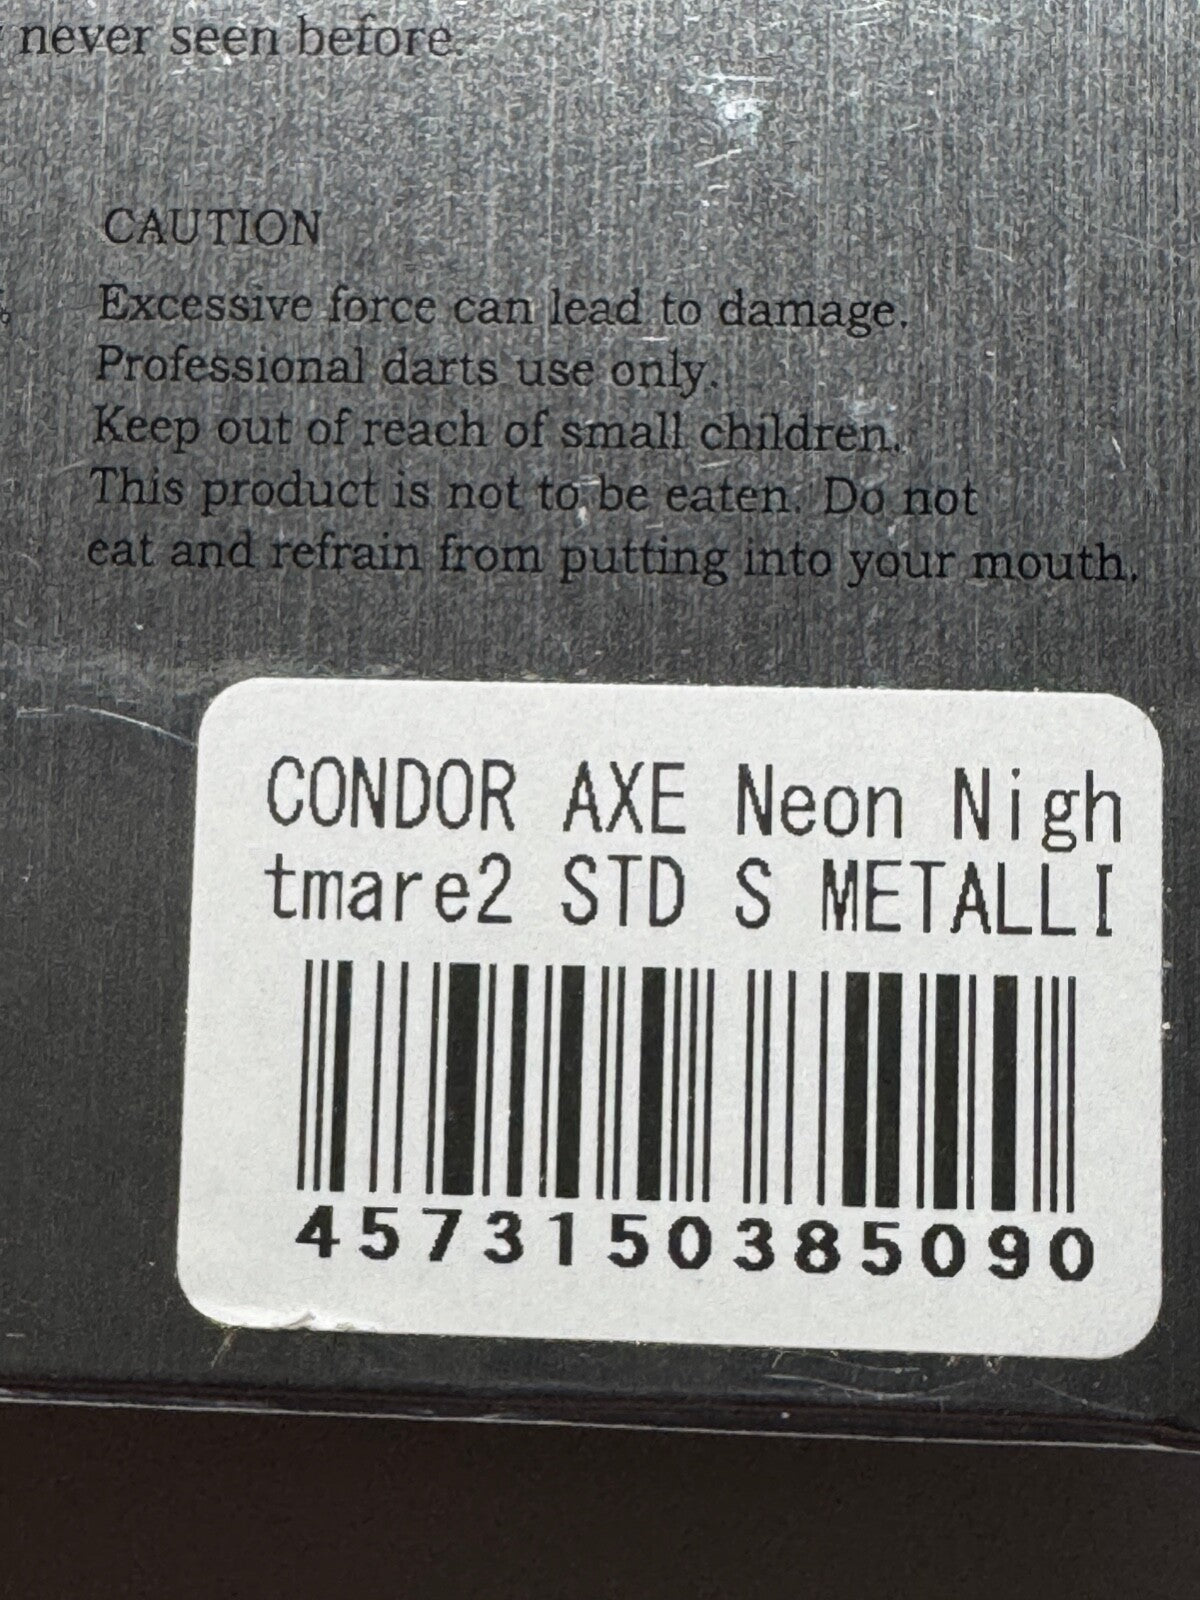 never seen before.
CAUTION
Excessive force can lead to damage.
Professional darts use only.
Keep out of reach of small children.
This product is not to be eaten. Do not
eat and refrain from putting into your mouth.
CONDOR AXE Neon Nigh
tmare2 STD S METALLI
4573150385090